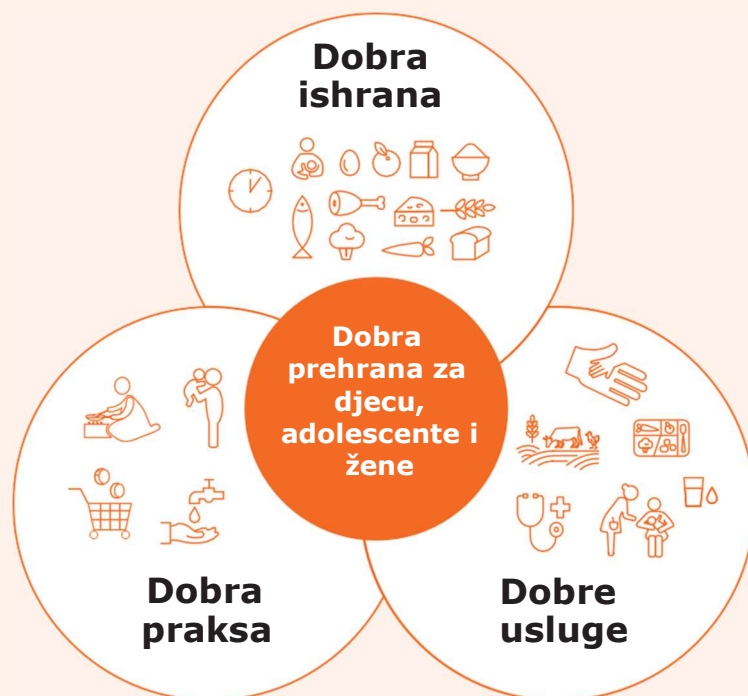 Dobra
ishrana
Dobra
prehrana za
djecu,
adolescente i
žene
Dobra
praksa
Dobre
usluge